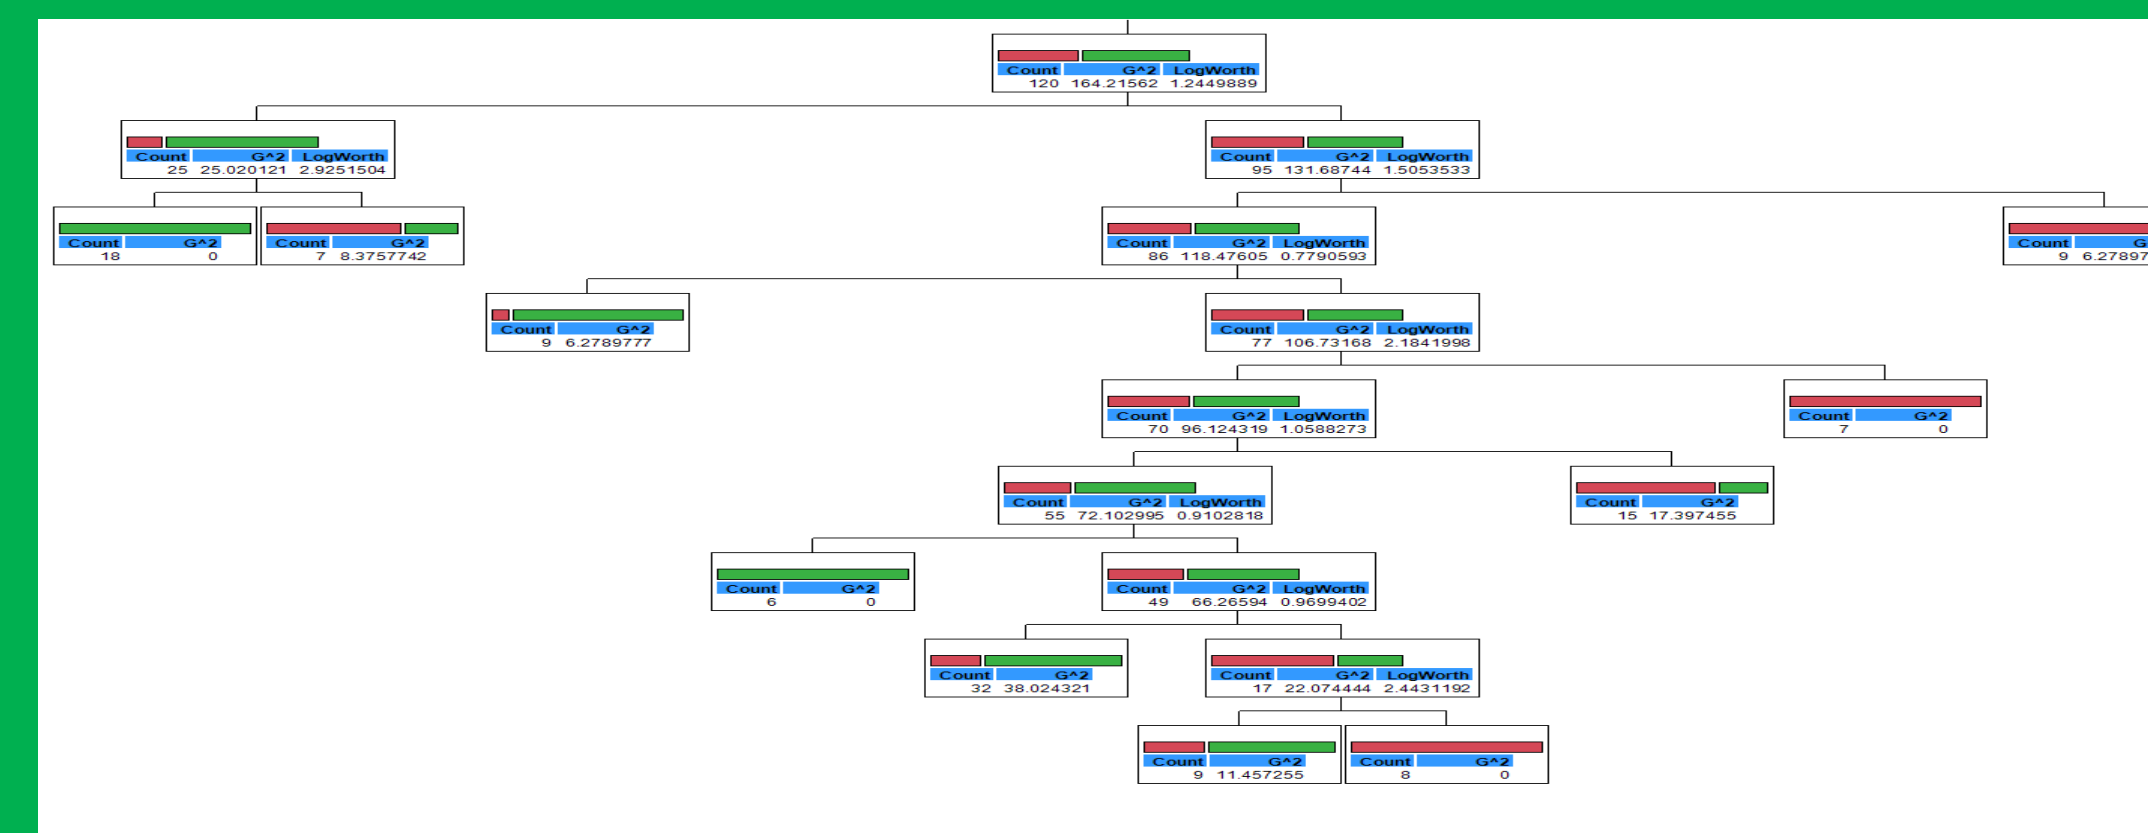 Count G^2 LogWorth
120 164.21562 1.2449889
Count G^2 LogWorth
25 25.020121 2.9251504
Count G^2 LogWorth
95 131.68744 1.5053533
Count G^2
18 0
Count G^2
7 8.3757742
Count G^2 LogWorth
86 118.47605 0.7790593
Count G
9 6.27897
Count G^2
9 6.2789777
Count G^2 LogWorth
77 106.73168 2.1841998
Count G^2 LogWorth
70 96.124319 1.0588273
Count G^2
7 0
Count G^2 LogWorth
55 72.102995 0.9102818
Count G^2
15 17.397455
Count G^2
6 0
Count G^2 LogWorth
49 66.26594 0.9699402
Count G^2
32 38.024321
Count G^2 LogWorth
17 22.074444 2.4431192
Count G^2
9 11.457255
Count G^2
8 0